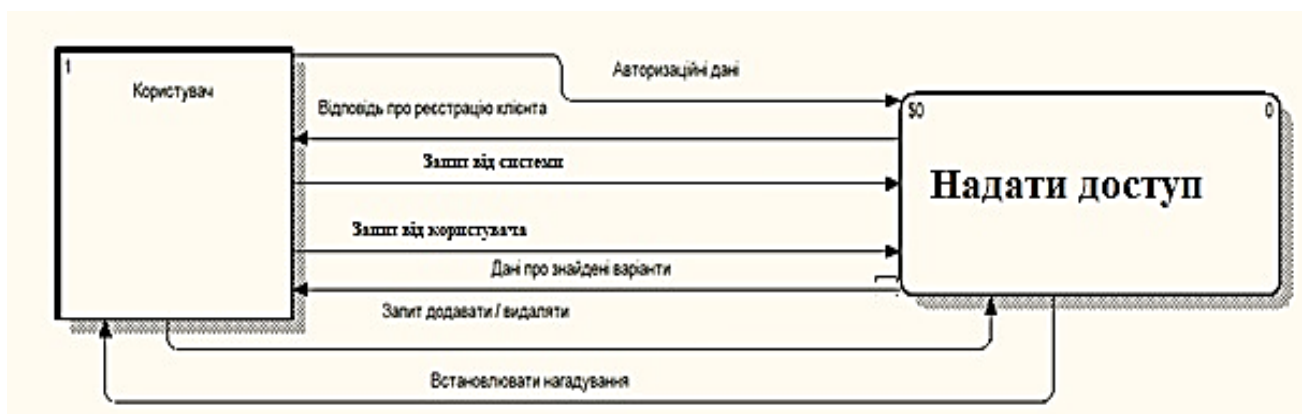 1
Користувач
Авторизаційні дані
Відповідь про реєстрацію клієнта
$0
0
Запит від системи
Надати доступ
Запит від користувача
Дані про знайдені варіанти
Запит додавати / видаляти
Встановлювати нагадування